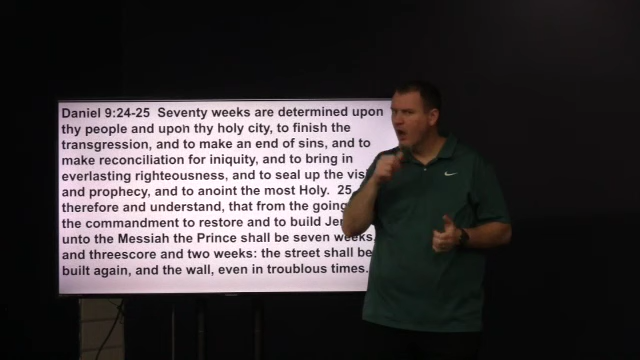 Daniel 9:24-25 Seventy weeks are determined upon
thy people and upon thy holy city, to finish the
transgression, and to make an end of sins, and to
make reconciliation for iniquity, and to bring in
everlasting righteousness, and to seal up the
and prophecy, and to anoint the most Holy. 25
therefore and understand, that from the going
the commandment to restore and to build
unto the Messiah the Prince shall be seven weeks,
and threescore and two weeks: the street shall be
built again, and the wall, even in troublous times.